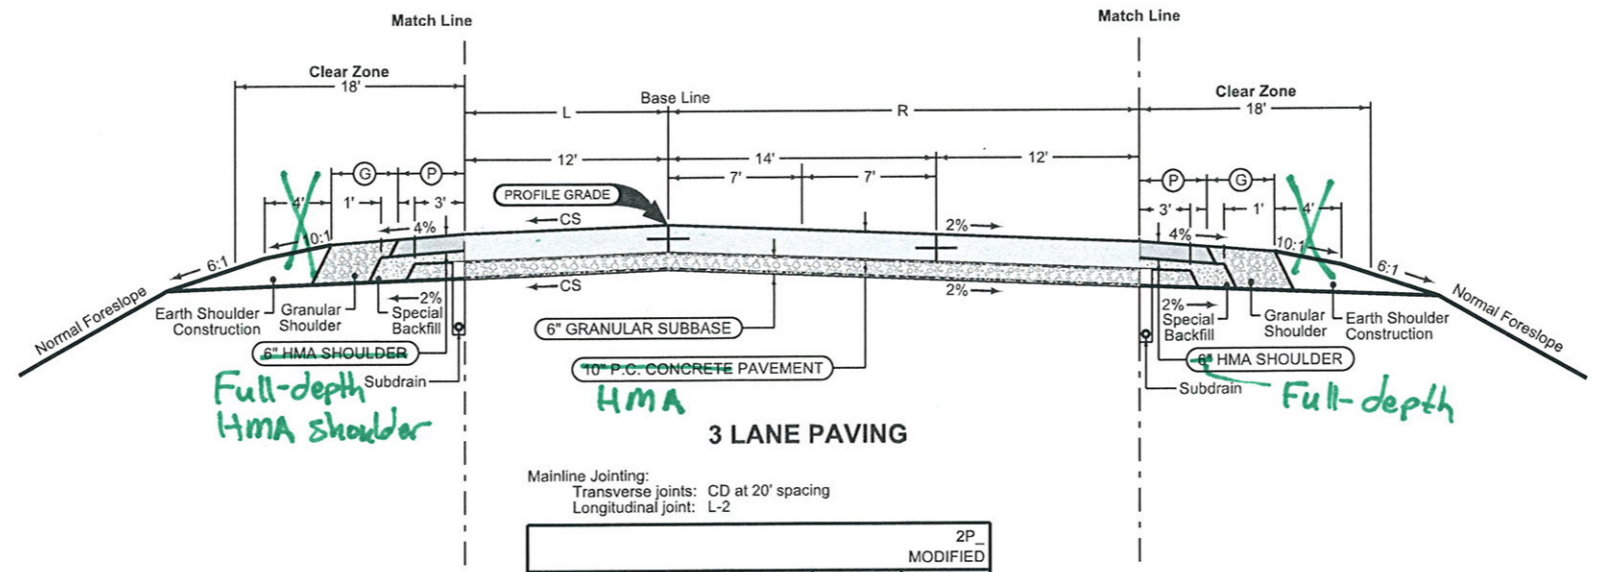 Match Line
Match Line
Clear Zone
18'
Clear Zone
18'
Base Line
L
R
12'
14'
12'
7'
7'
G
P
P
G
4'
1'
3'
3'
1'
4'
PROFILE GRADE
CS
2%
4%
4%
10:1
10:1
6:1
6:1
CS
2%
2%
2%
Normal Foreslope
Normal Foreslope
Earth Shoulder
Construction
Granular
Shoulder
Special
Backfill
Special
Backfill
Granular
Shoulder
Earth Shoulder
Construction
6" GRANULAR SUBBASE
6" HMA SHOULDER
10" P.C. CONCRETE PAVEMENT
6" HMA SHOULDER
Subdrain
Subdrain
Full-depth
HMA shoulder
HMA
Full-depth
3 LANE PAVING
Mainline Jointing:
Transverse joints: CD at 20' spacing
Longitudinal joint: L-2
2P_
MODIFIED